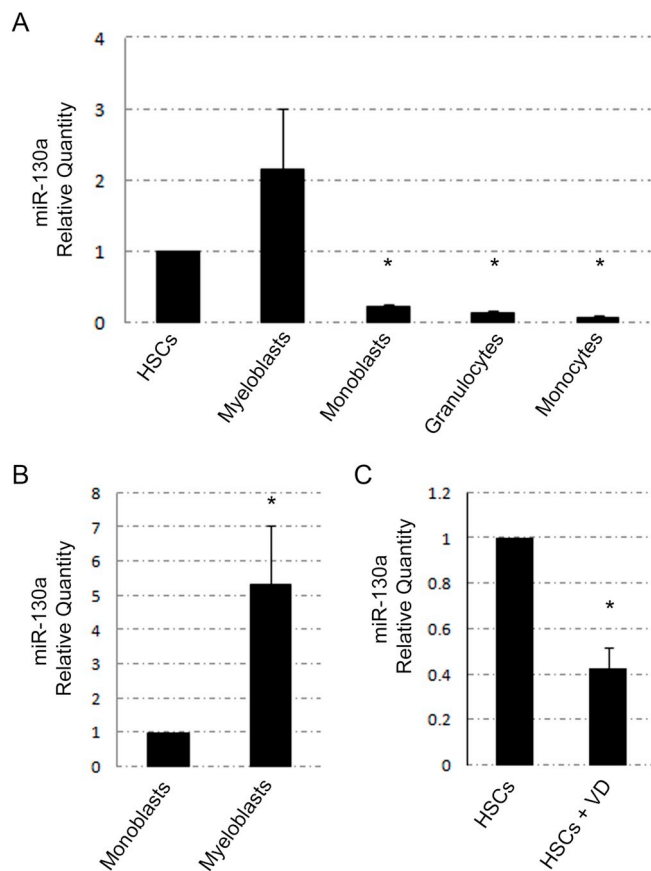 A
miR-130a
Relative Quantity
4
3
2
1
0
*
*
*
HSCs
Myeloblasts
Monoblasts
Granulocytes
Monocytes
B
miR-130a
Relative Quantity
8
7
6
5
4
3
2
1
0
*
Monoblasts
Myeloblasts
C
miR-130a
Relative Quantity
1.2
1
0.8
0.6
0.4
0.2
0
*
HSCs
HSCs + VD